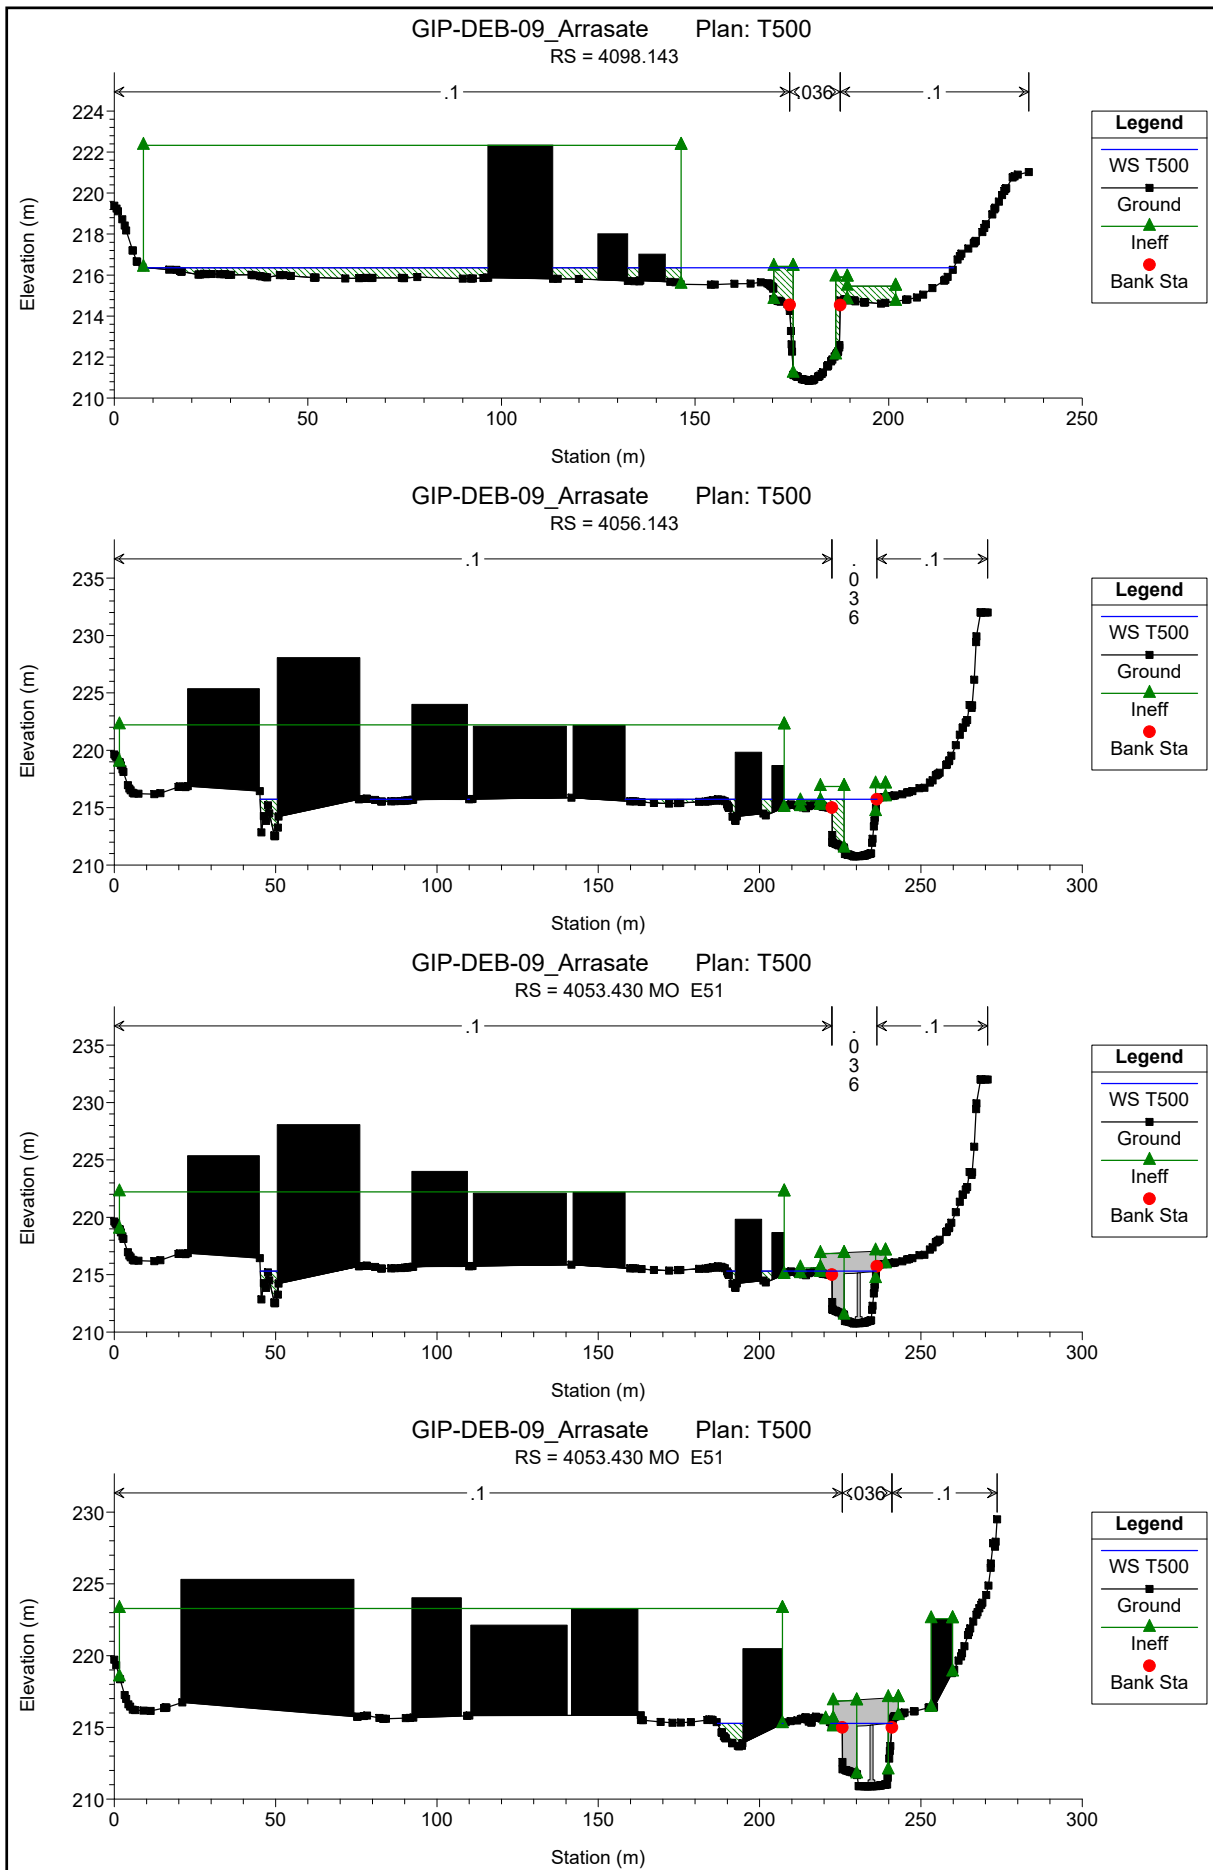 GIP-DEB-09_Arrasate Plan: T500
RS = 4098.143
.1 .036 .1
224
222
220
218
216
214
212
210
Elevation (m)
0 50 100 150 200 250
Station (m)
Legend
WS T500
Ground
Ineff
Bank Sta
GIP-DEB-09_Arrasate Plan: T500
RS = 4056.143
.1 .036 .1
235
230
225
220
215
210
Elevation (m)
0 50 100 150 200 250 300
Station (m)
Legend
WS T500
Ground
Ineff
Bank Sta
GIP-DEB-09_Arrasate Plan: T500
RS = 4053.430 MO E51
.1 .036 .1
235
230
225
220
215
210
Elevation (m)
0 50 100 150 200 250 300
Station (m)
Legend
WS T500
Ground
Ineff
Bank Sta
GIP-DEB-09_Arrasate Plan: T500
RS = 4053.430 MO E51
.1 .036 .1
230
225
220
215
210
Elevation (m)
0 50 100 150 200 250 300
Station (m)
Legend
WS T500
Ground
Ineff
Bank Sta